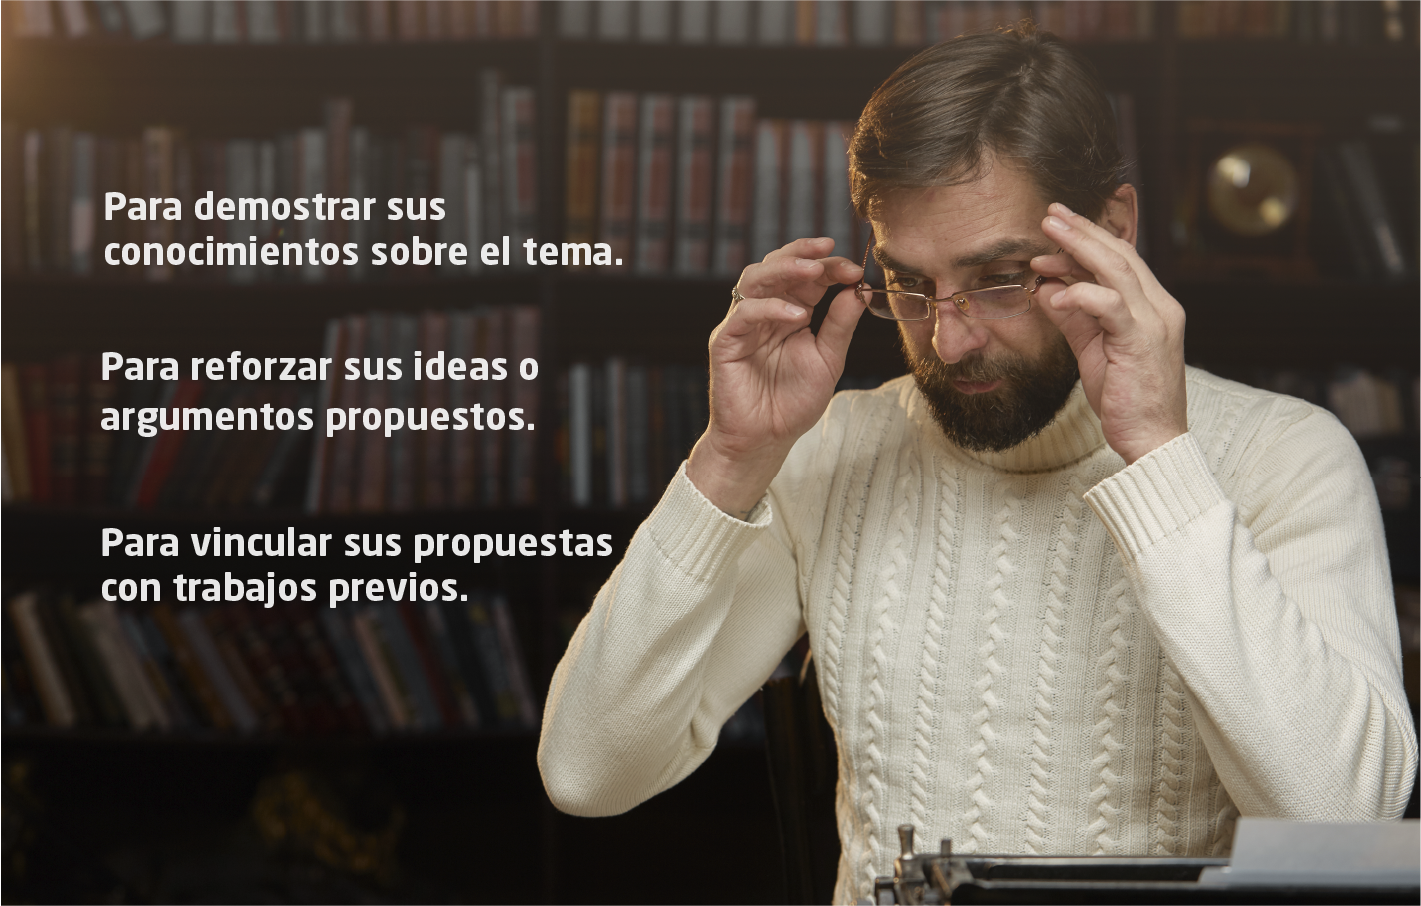 Para demostrar sus
conocimientos sobre el tema.
Para reforzar sus ideas o
argumentos propuestos.
Para vincular sus propuestas
con trabajos previos.